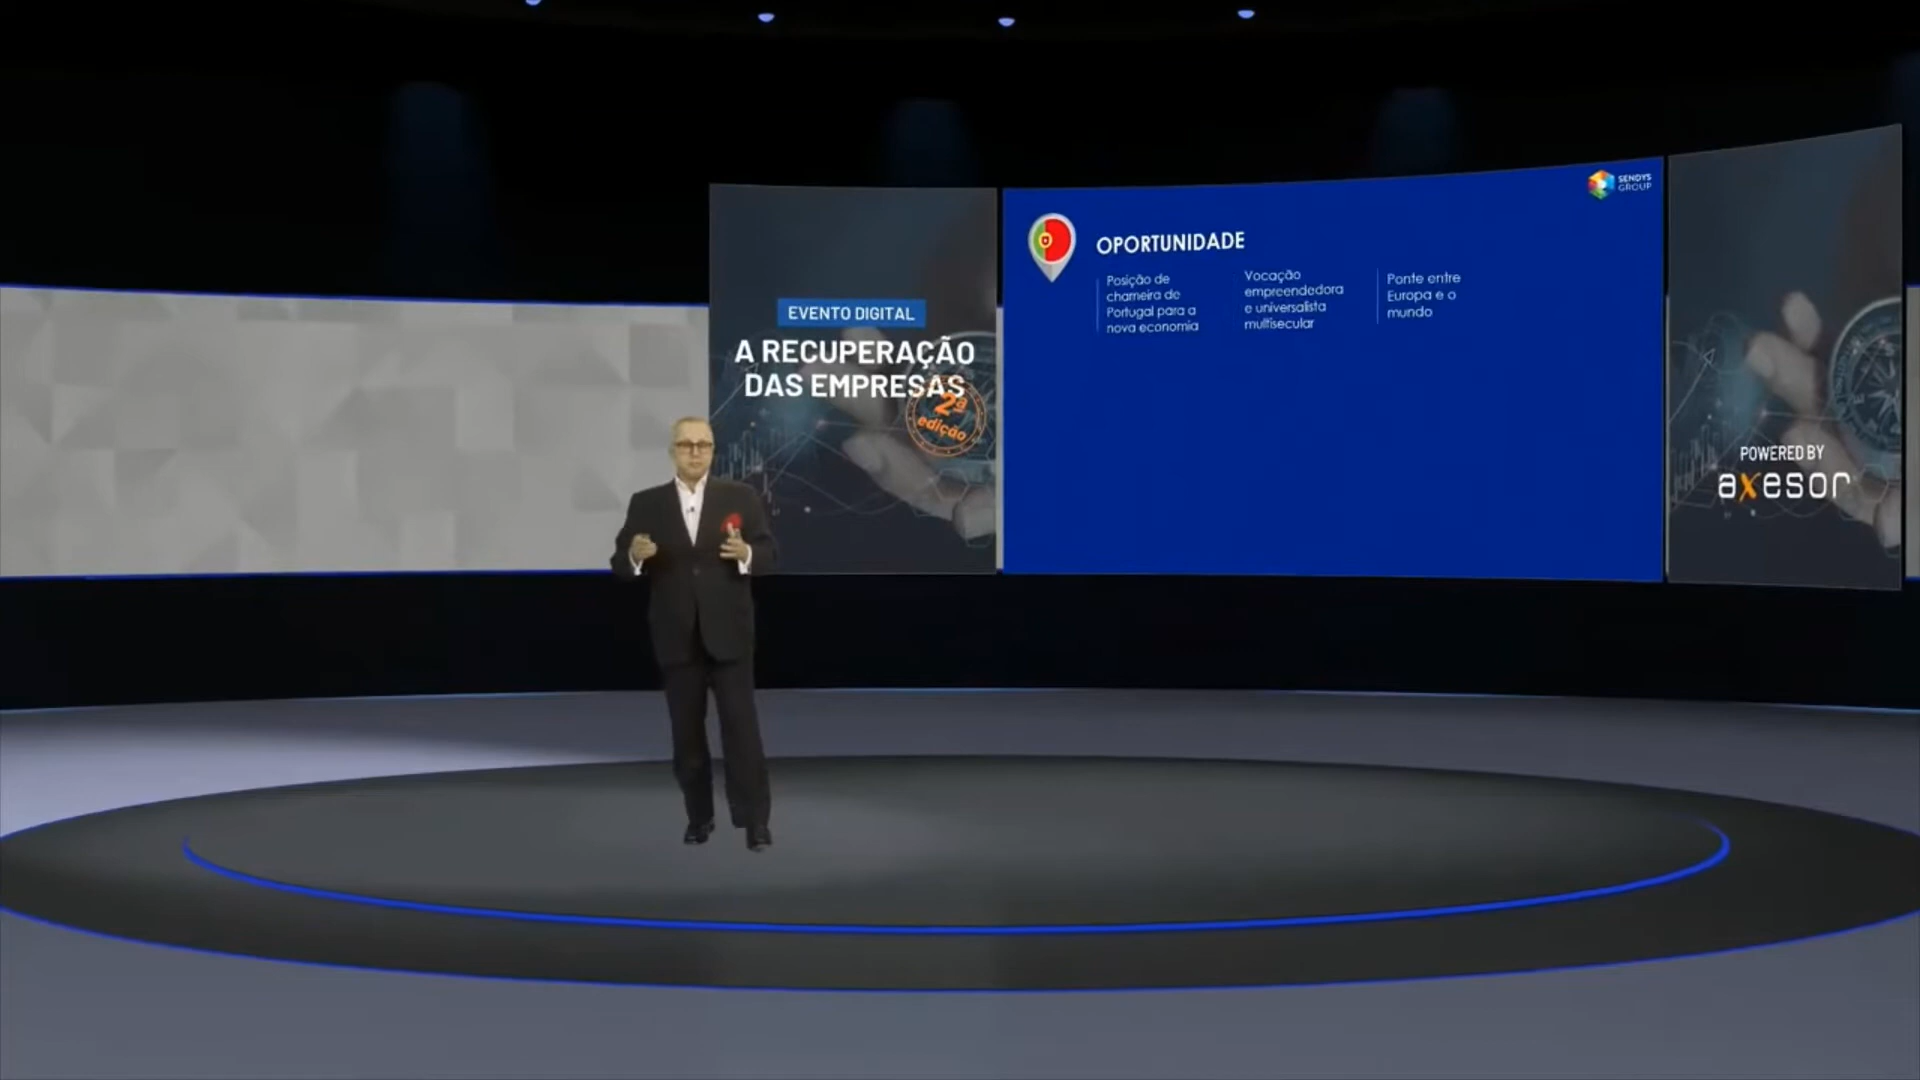 EVENTO DIGITAL
A RECUPERAÇÃO
DAS EMPRESAS
2ª
edição
SENDYS
GROUP
OPORTUNIDADE
Posição de
charneira de
Portugal para a
nova economia
Vocação
empreendedora
e universalista
multisecular
Ponte entre
Europa e o
mundo
POWERED BY
axesor